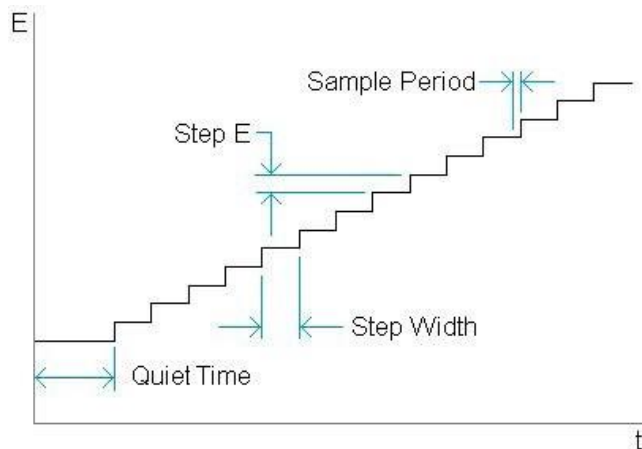 E
Sample Period
Step E
Step Width
Quiet Time
t